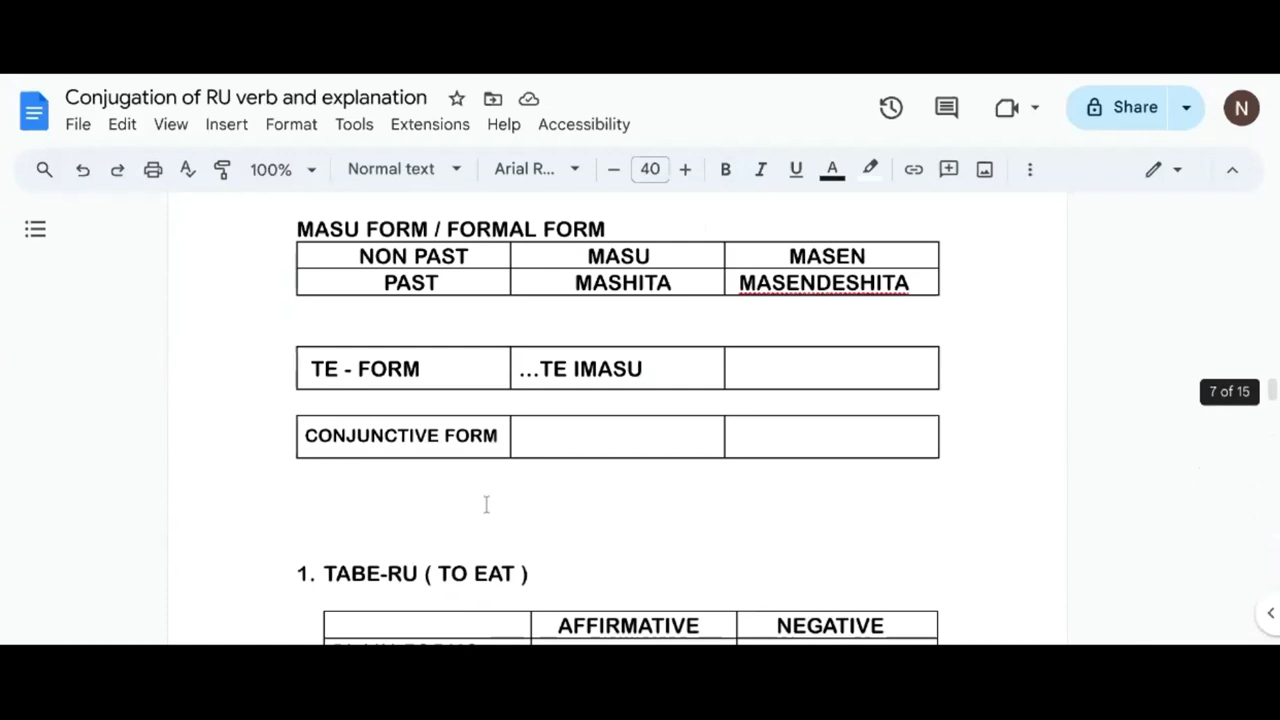 Conjugation of RU verb and explanation
File Edit View Insert Format Tools Extensions Help Accessibility
Share
N
100% Normal text Arial R... 40 B I U A
MASU FORM / FORMAL FORM
NON PAST MASU MASEN
PAST MASHITA MASENDESHITA
TE - FORM ...TE IMASU
7 of 15
CONJUNCTIVE FORM
1. TABE-RU ( TO EAT )
AFFIRMATIVE NEGATIVE